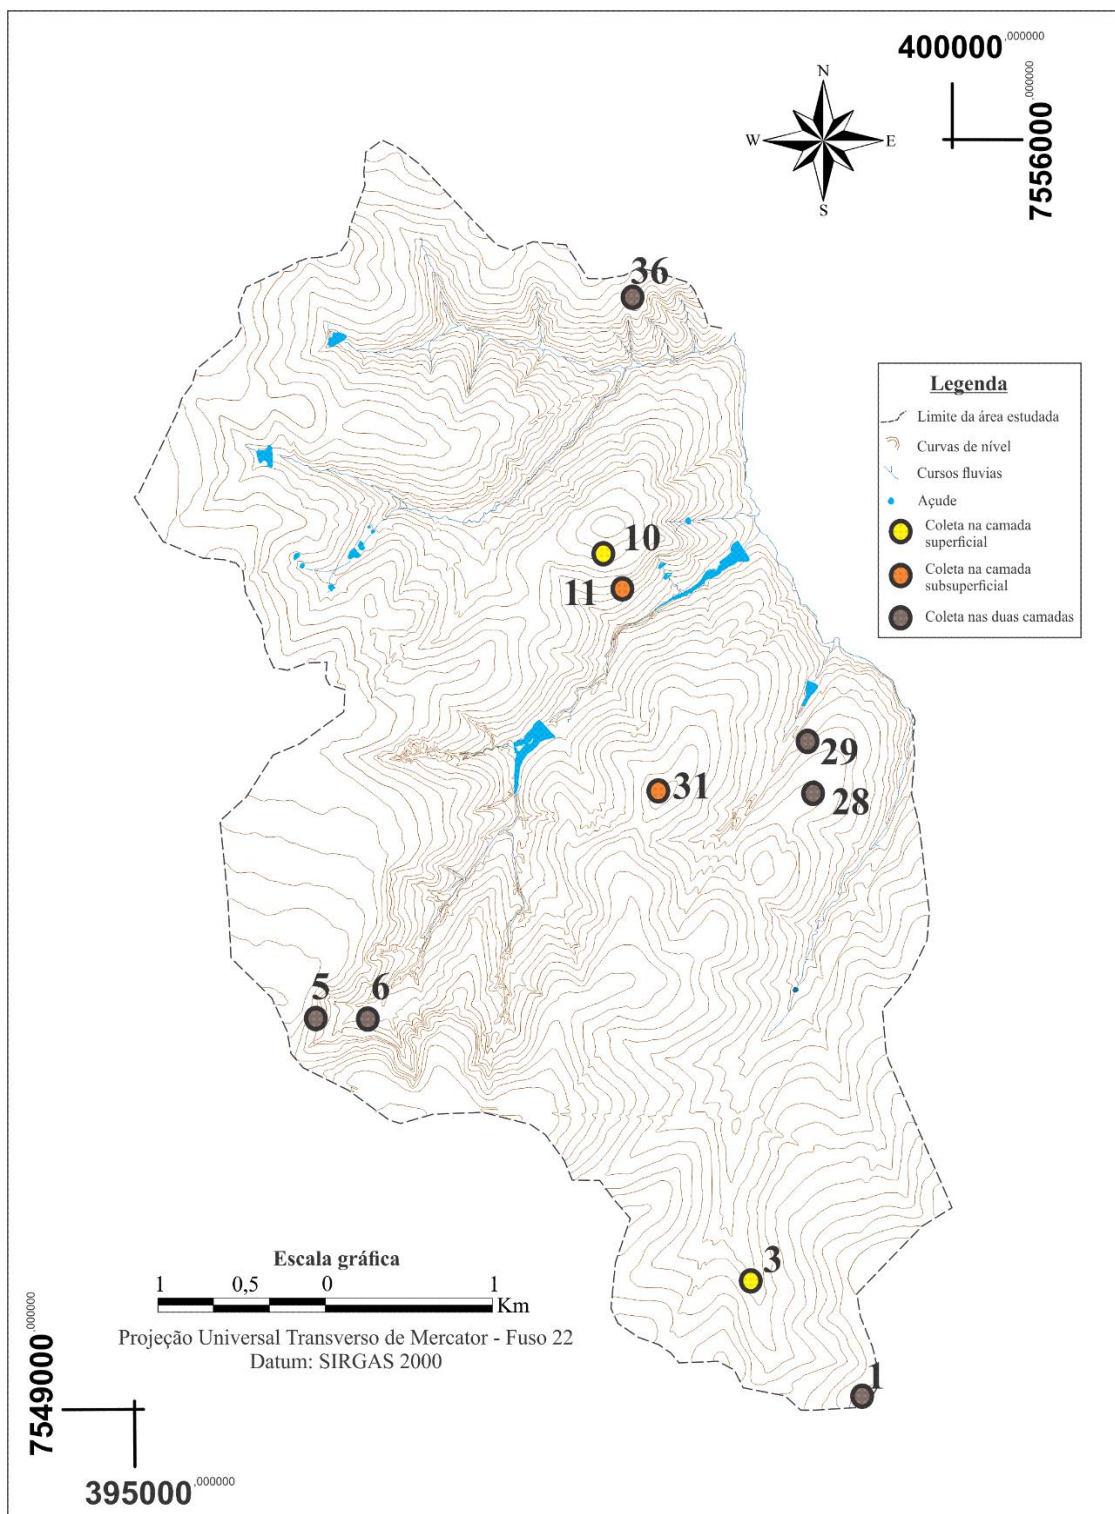 400000,000000
7556000,000000
N
W
E
S
36
Legenda
Limite da área estudada
Curvas de nível
Cursos fluvias
Açude
Coleta na camada
superficial
Coleta na camada
subsuperficial
Coleta nas duas camadas
10
11
29
31
28
5
6
3
1
Escala gráfica
1 0,5 0 1
Km
Projeção Universal Transverso de Mercator - Fuso 22
Datum: SIRGAS 2000
7549000,000000
395000,000000